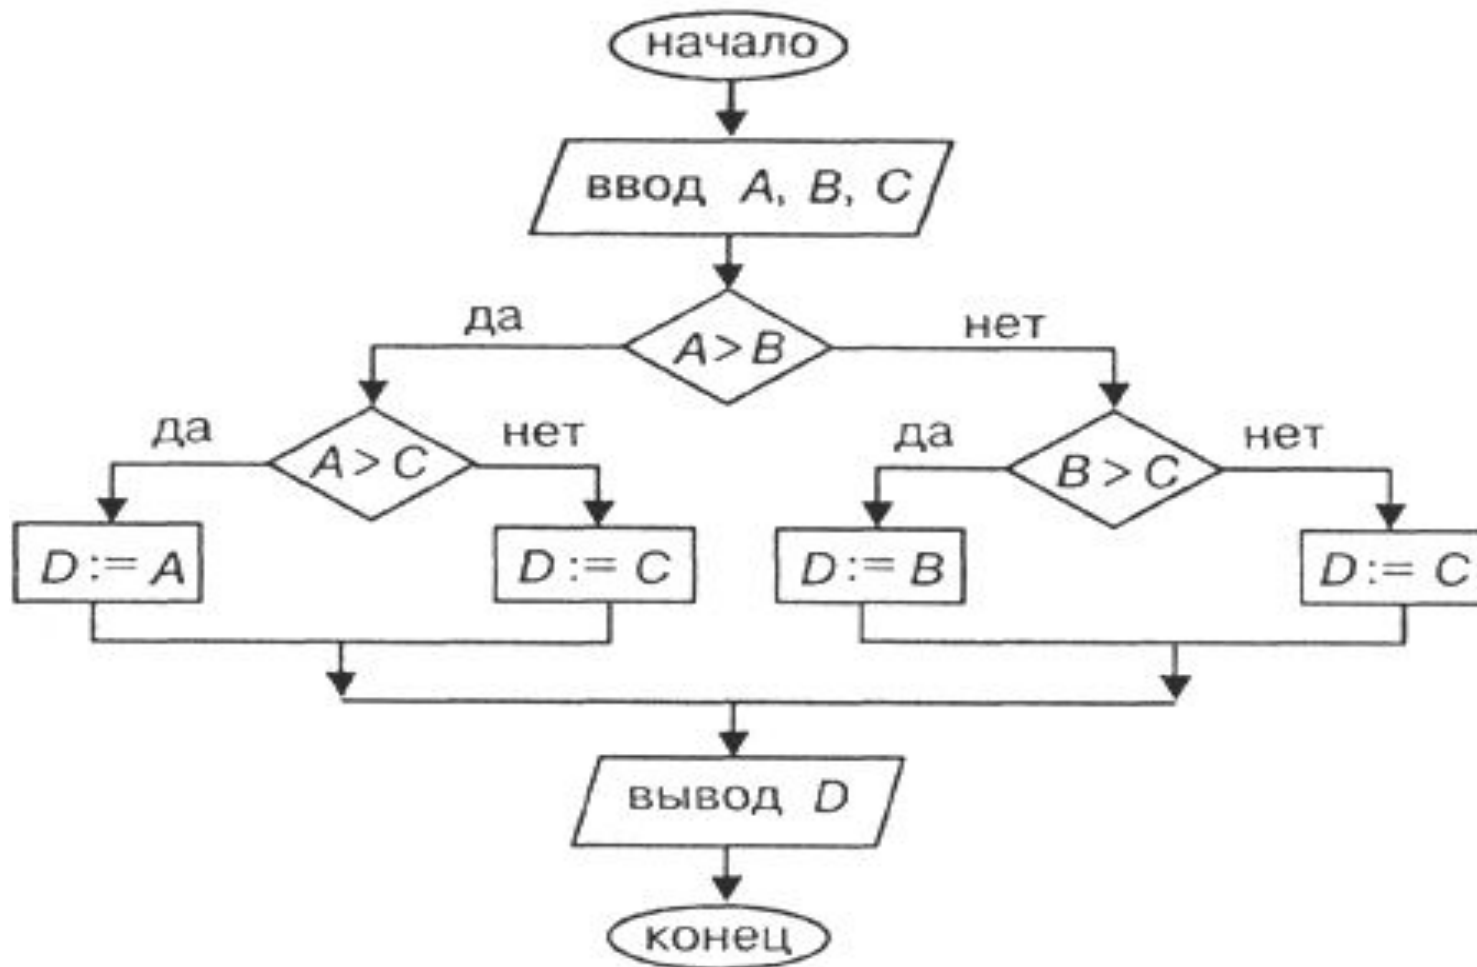 начало
ввод A, B, C
да
A > B
нет
да
A > C
нет
да
B > C
нет
D := A
D := C
D := B
D := C
вывод D
конец